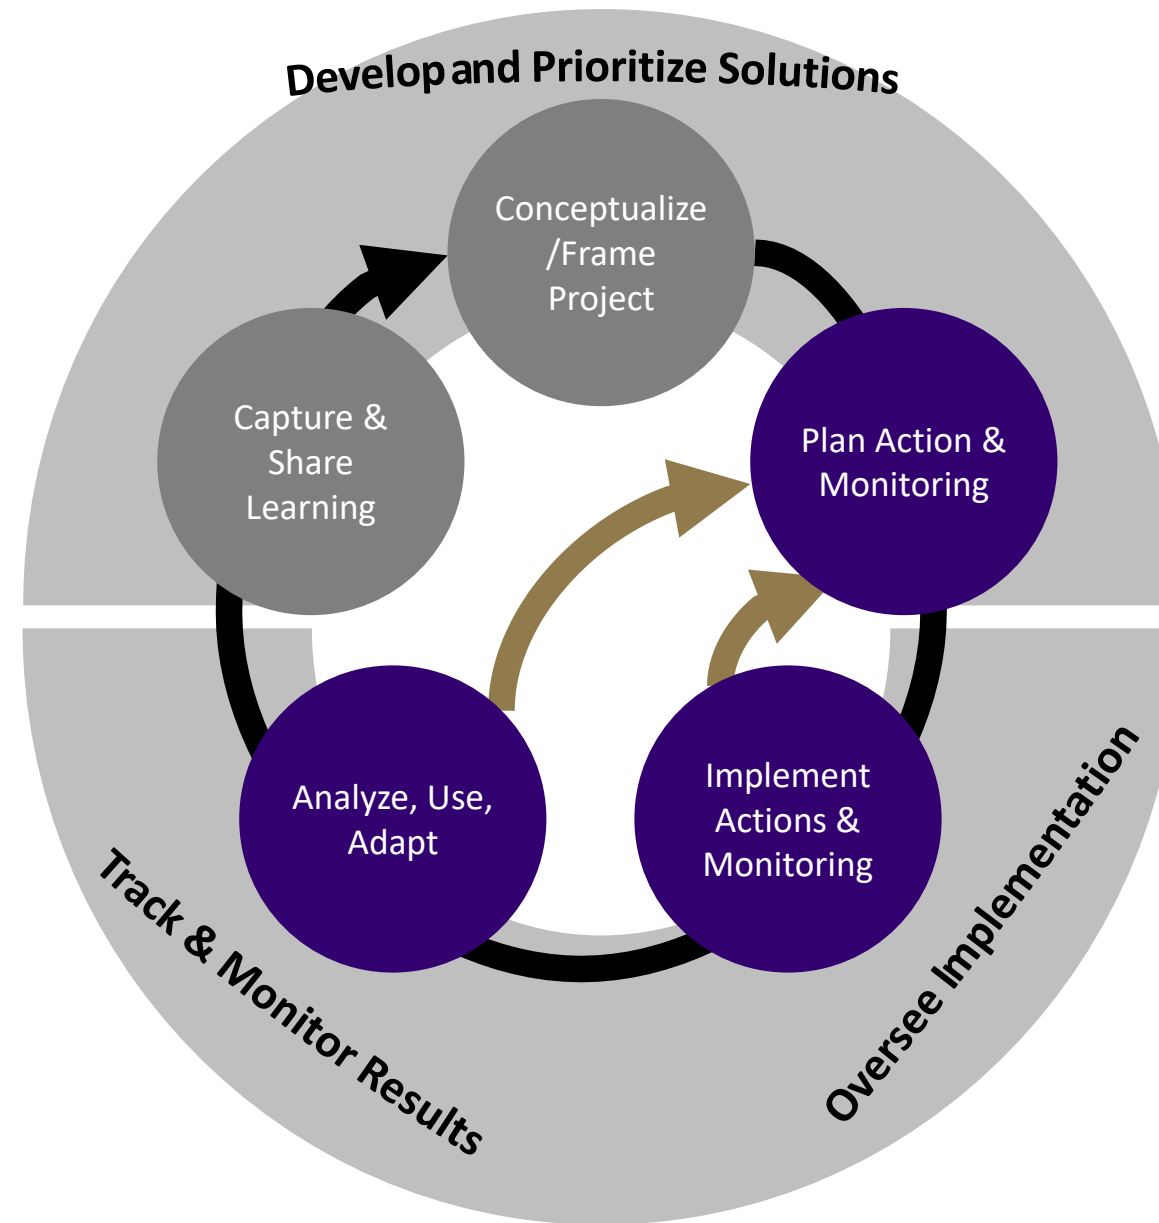 Develop and Prioritize Solutions
Conceptualize
/Frame
Project
Capture &
Share
Learning
Plan Action &
Monitoring
Analyze, Use,
Adapt
Implement
Actions &
Monitoring
Track & Monitor Results
Oversee Implementation